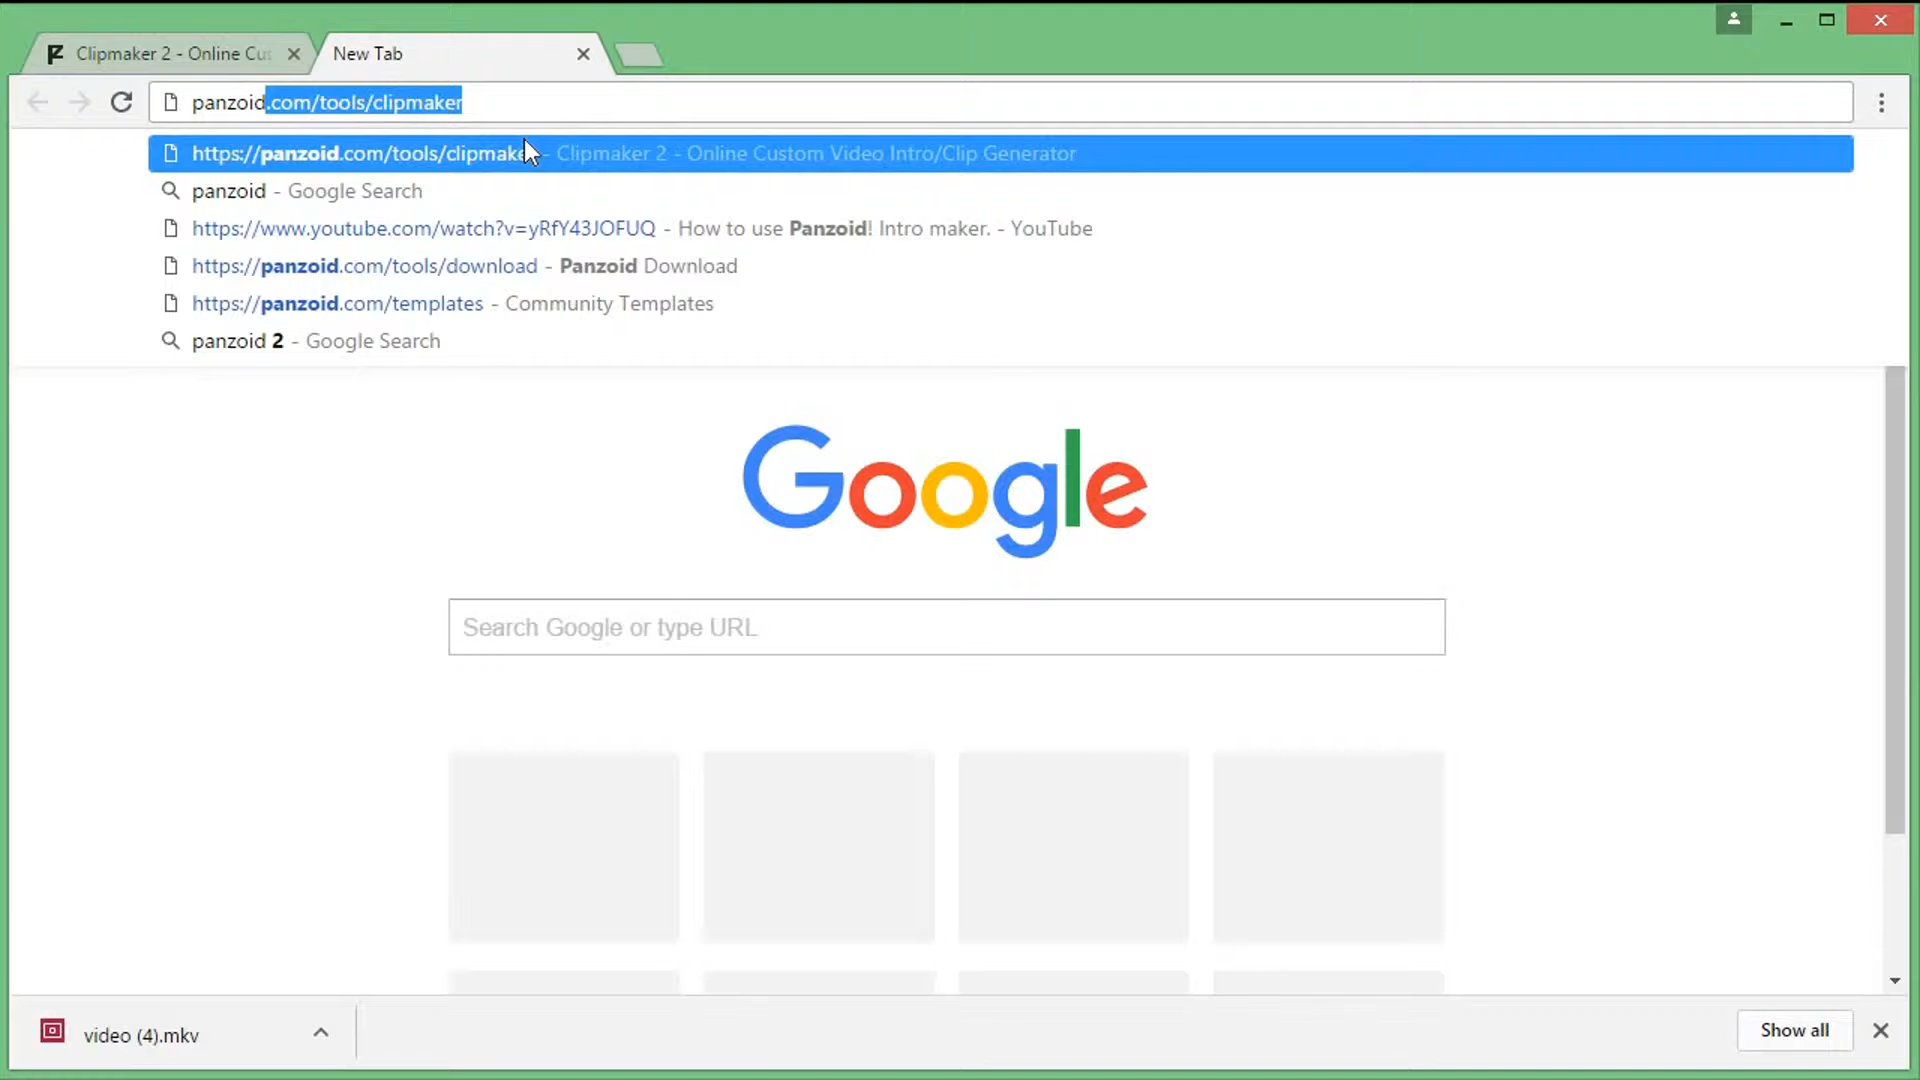 Clipmaker 2 - Online Cus
New Tab
panzoid.com/tools/clipmaker
https://panzoid.com/tools/clipmaker - Clipmaker 2 - Online Custom Video Intro/Clip Generator
panzoid - Google Search
https://www.youtube.com/watch?v=yRfY43JOFUQ - How to use Panzoid! Intro maker. - YouTube
https://panzoid.com/tools/download - Panzoid Download
https://panzoid.com/templates - Community Templates
panzoid 2 - Google Search
Google
Search Google or type URL
video (4).mkv
Show all